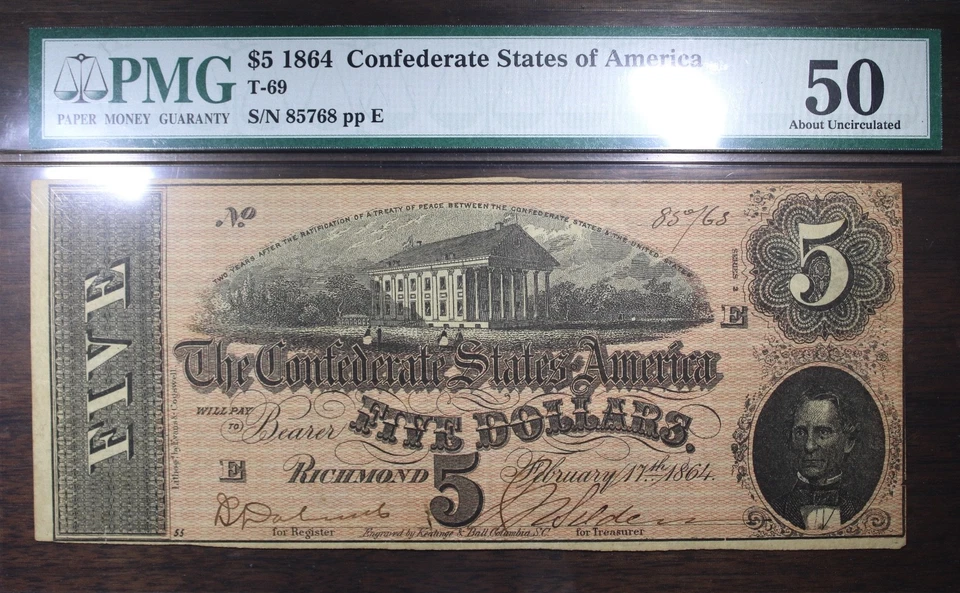 PMG
PAPER MONEY GUARANTY
$5 1864 Confederate States of America
T-69
S/N 85768 pp E
50
About Uncirculated
FIVE
No
TWO YEARS AFTER THE RATIFICATION OF A TREATY OF PEACE BETWEEN THE CONFEDERATE STATES & THE UNITED STATES
5
E
The Confederate States America
WILL PAY
TO Bearer
FIVE DOLLARS.
E
RICHMOND 5 February 17th 1864.
55
for Register
Engraved by Keatinge & Ball Columbia, S.C.
for Treasurer